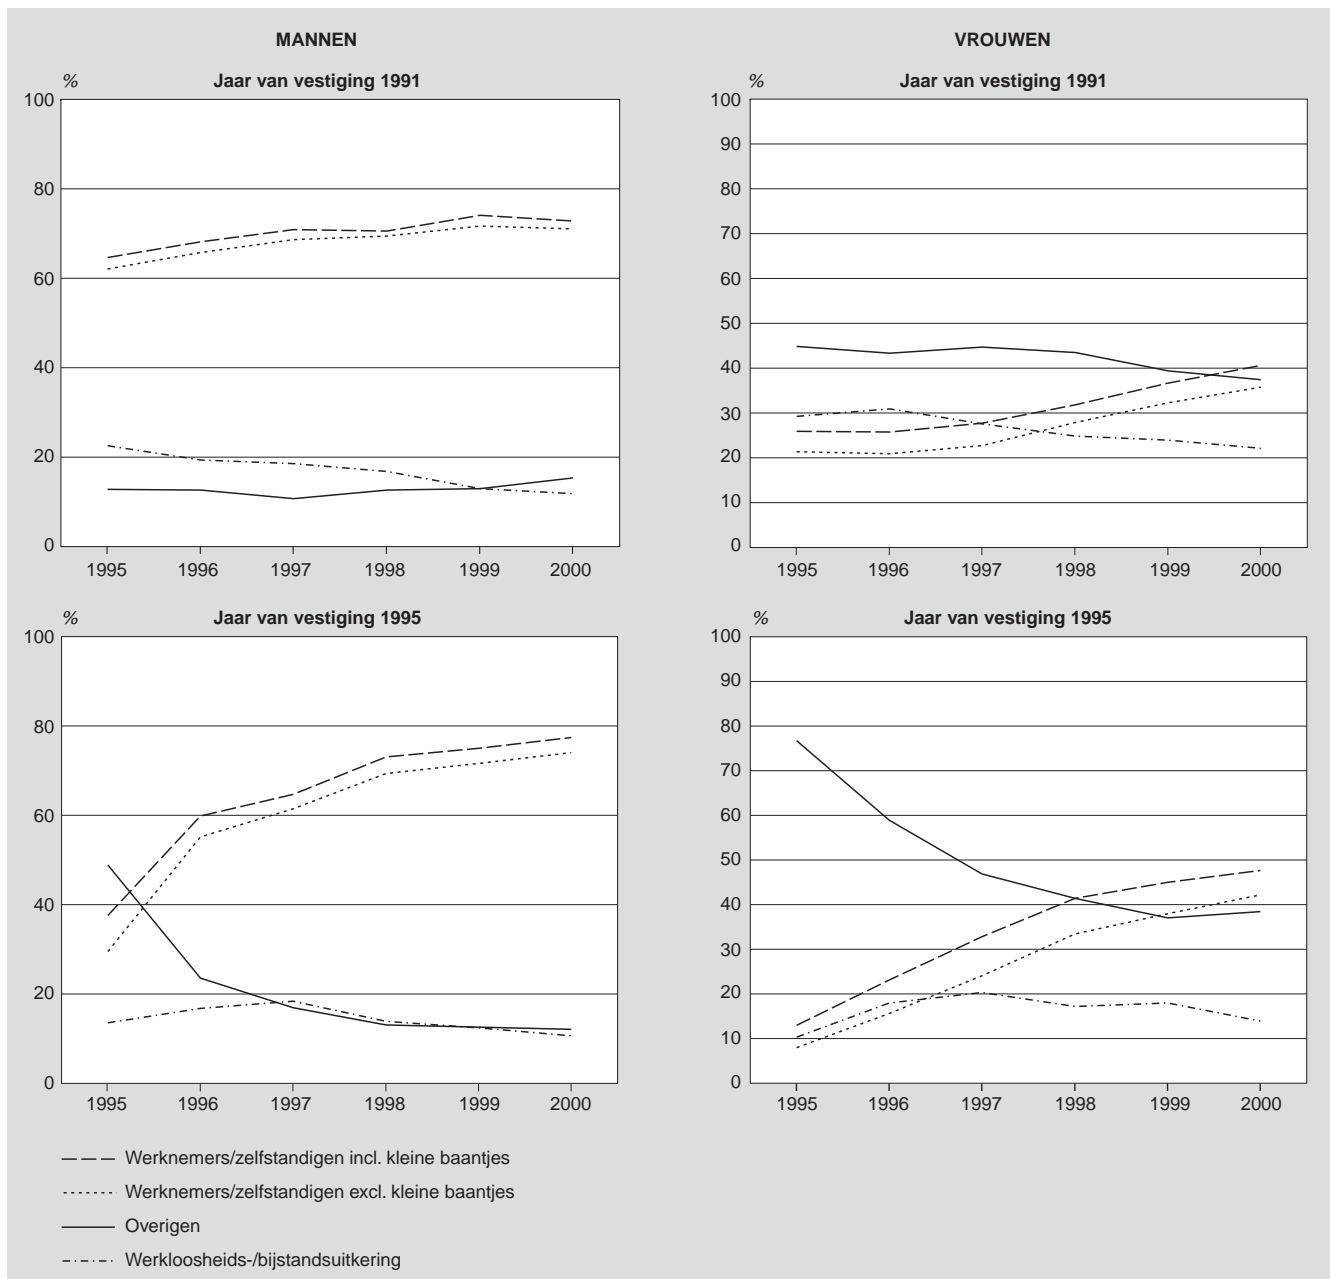 MANNEN
VROUWEN
% Jaar van vestiging 1991
100
80
60
40
20
0
1995 1996 1997 1998 1999 2000
% Jaar van vestiging 1991
100
90
80
70
60
50
40
30
20
10
0
1995 1996 1997 1998 1999 2000
% Jaar van vestiging 1995
100
80
60
40
20
0
1995 1996 1997 1998 1999 2000
% Jaar van vestiging 1995
100
90
80
70
60
50
40
30
20
10
0
1995 1996 1997 1998 1999 2000
Werknemers/zelfstandigen incl. kleine baantjes
Werknemers/zelfstandigen excl. kleine baantjes
Overigen
Werkloosheids-/bijstandsuitkering